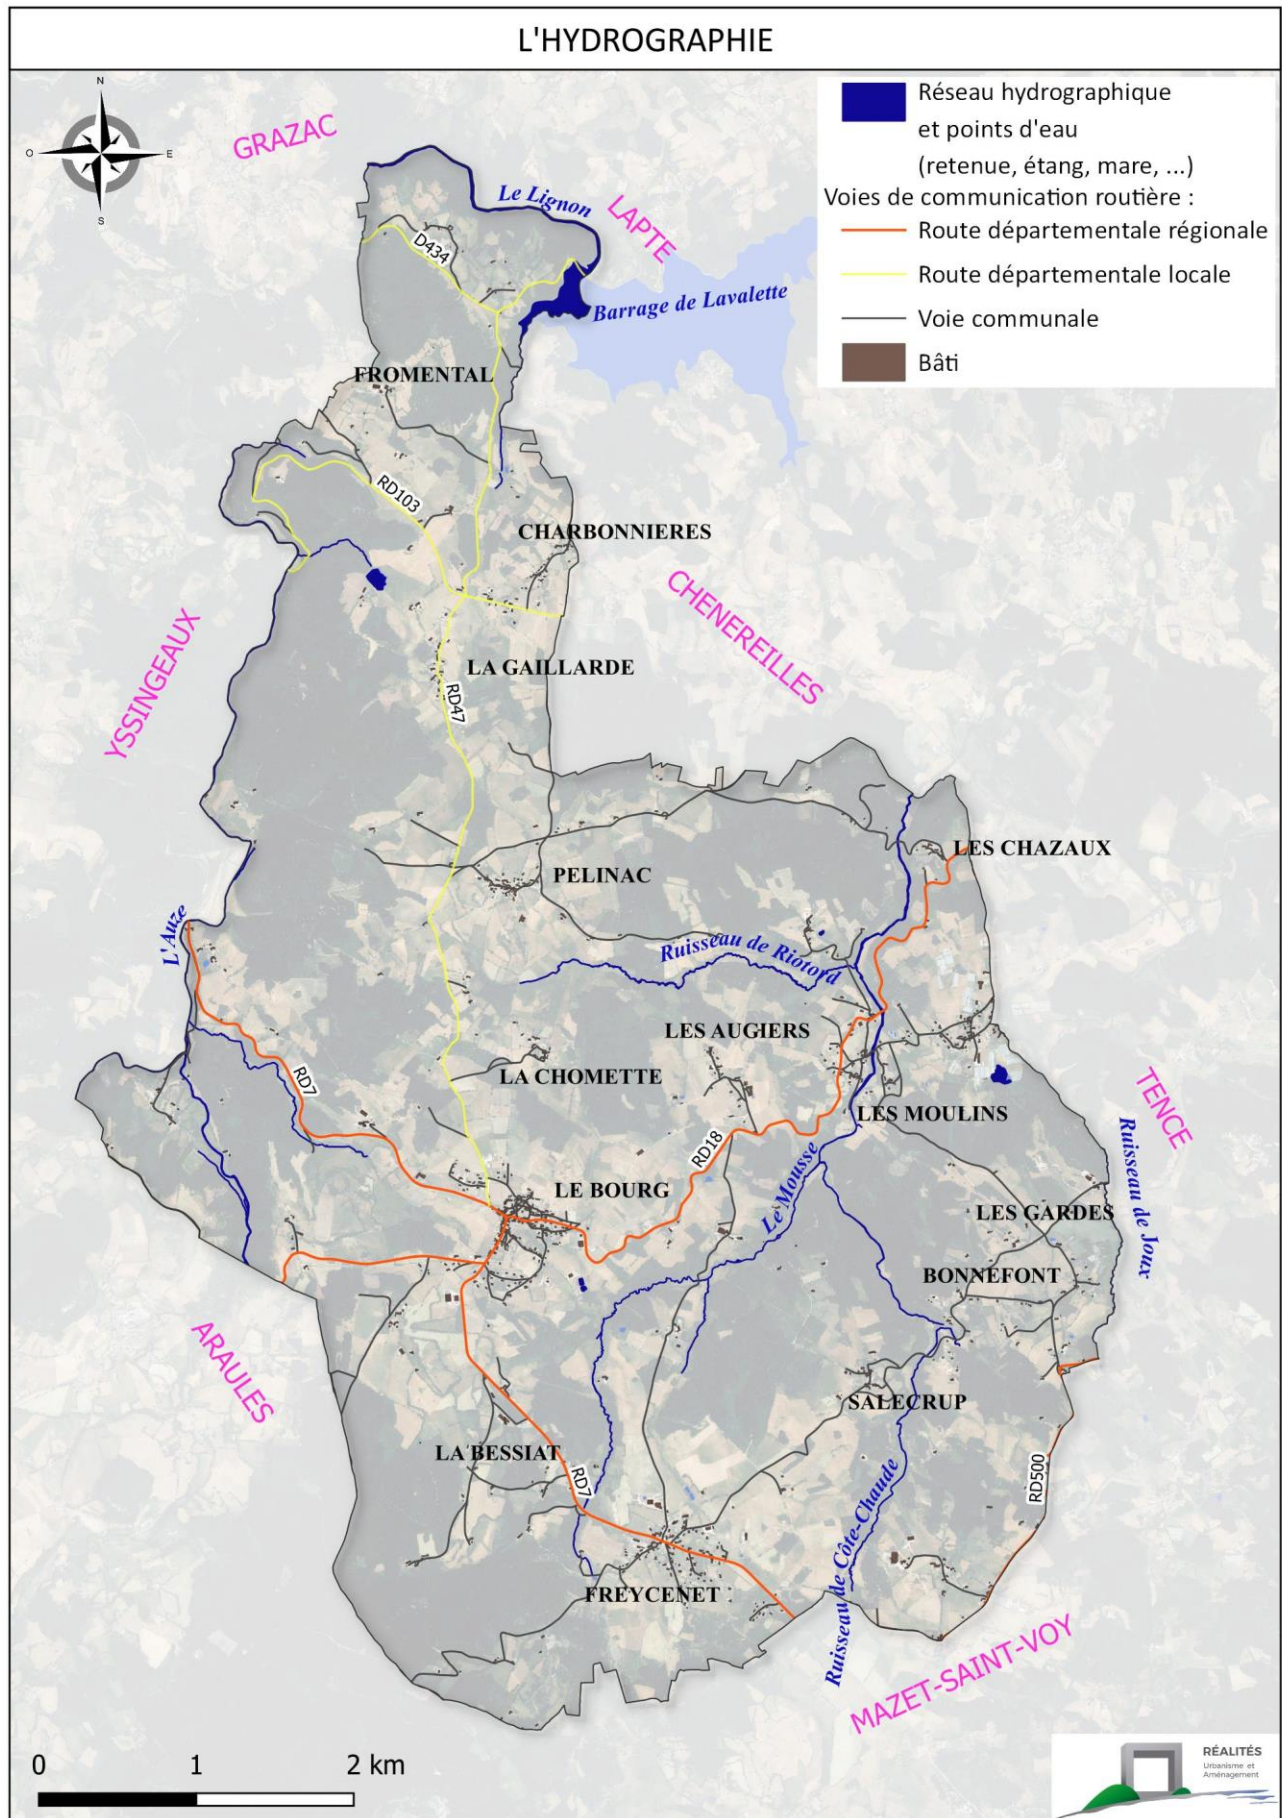 L'HYDROGRAPHIE
N
O
E
S
Réseau hydrographique
et points d'eau
(retenue, étang, mare, ...)
Voies de communication routière :
Route départementale régionale
Route départementale locale
Voie communale
Bâti
GRAZAC
Le Lignon
LAPTE
D434
Barrage de Lavalette
FROMENTAL
RD103
CHARBONNIERES
CHENEREILLES
YSSINGEAUX
LA GAILLARDE
RD47
LES CHAZAUX
PELINAC
L'Auze
Ruisseau de Riotord
LES AUGIERS
LA CHOMETTE
RD7
LES MOULINS
TENCE
Ruisseau de Joux
RD18
Le Mousse
LE BOURG
LES GARDES
BONNEFONT
ARAULES
SALECRUP
LA BESSIAT
RD7
RD500
Ruisseau de Côte-Chaude
FREYCENET
MAZET-SAINT-VOY
0 1 2 km
RÉALITÉS
Urbanisme et
Aménagement